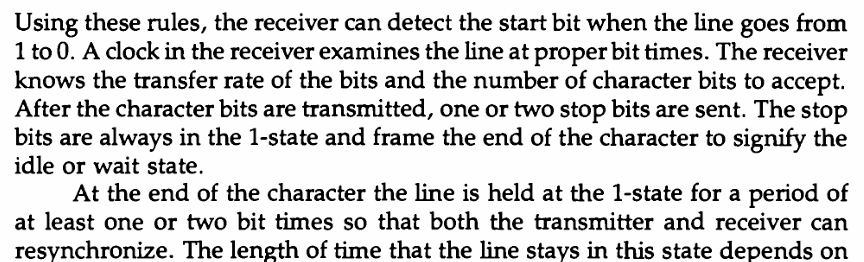 Using these rules, the receiver can detect the start bit when the line goes from
1 to 0. A clock in the receiver examines the line at proper bit times. The receiver
knows the transfer rate of the bits and the number of character bits to accept.
After the character bits are transmitted, one or two stop bits are sent. The stop
bits are always in the 1-state and frame the end of the character to signify the
idle or wait state.
At the end of the character the line is held at the 1-state for a period of
at least one or two bit times so that both the transmitter and receiver can
resynchronize. The length of time that the line stays in this state depends on